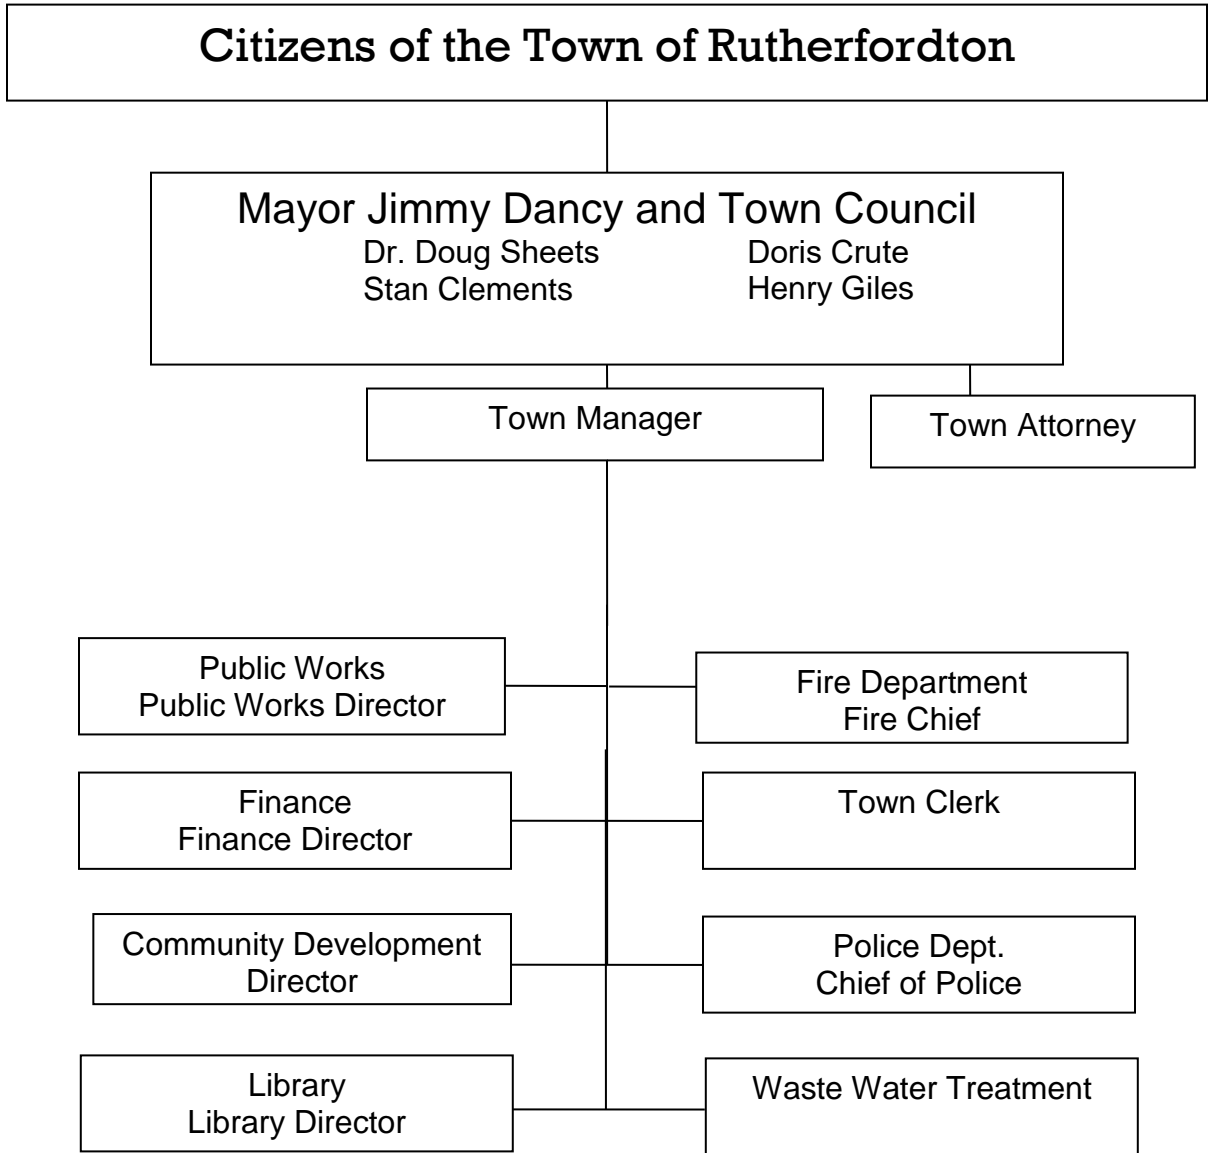 Citizens of the Town of Rutherfordton
Mayor Jimmy Dancy and Town Council
Dr. Doug Sheets Doris Crute
Stan Clements Henry Giles
Town Manager
Town Attorney
Public Works
Public Works Director
Fire Department
Fire Chief
Finance
Finance Director
Town Clerk
Community Development
Director
Police Dept.
Chief of Police
Library
Library Director
Waste Water Treatment